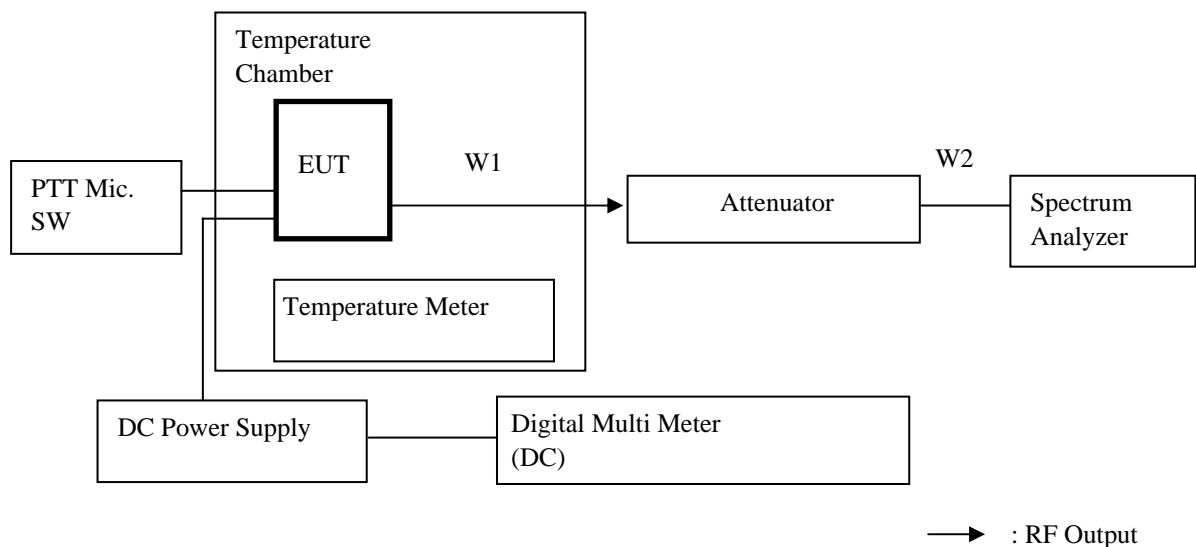 Temperature
Chamber
EUT
W1
W2
PTT Mic.
SW
Attenuator
Spectrum
Analyzer
Temperature Meter
DC Power Supply
Digital Multi Meter
(DC)
: RF Output